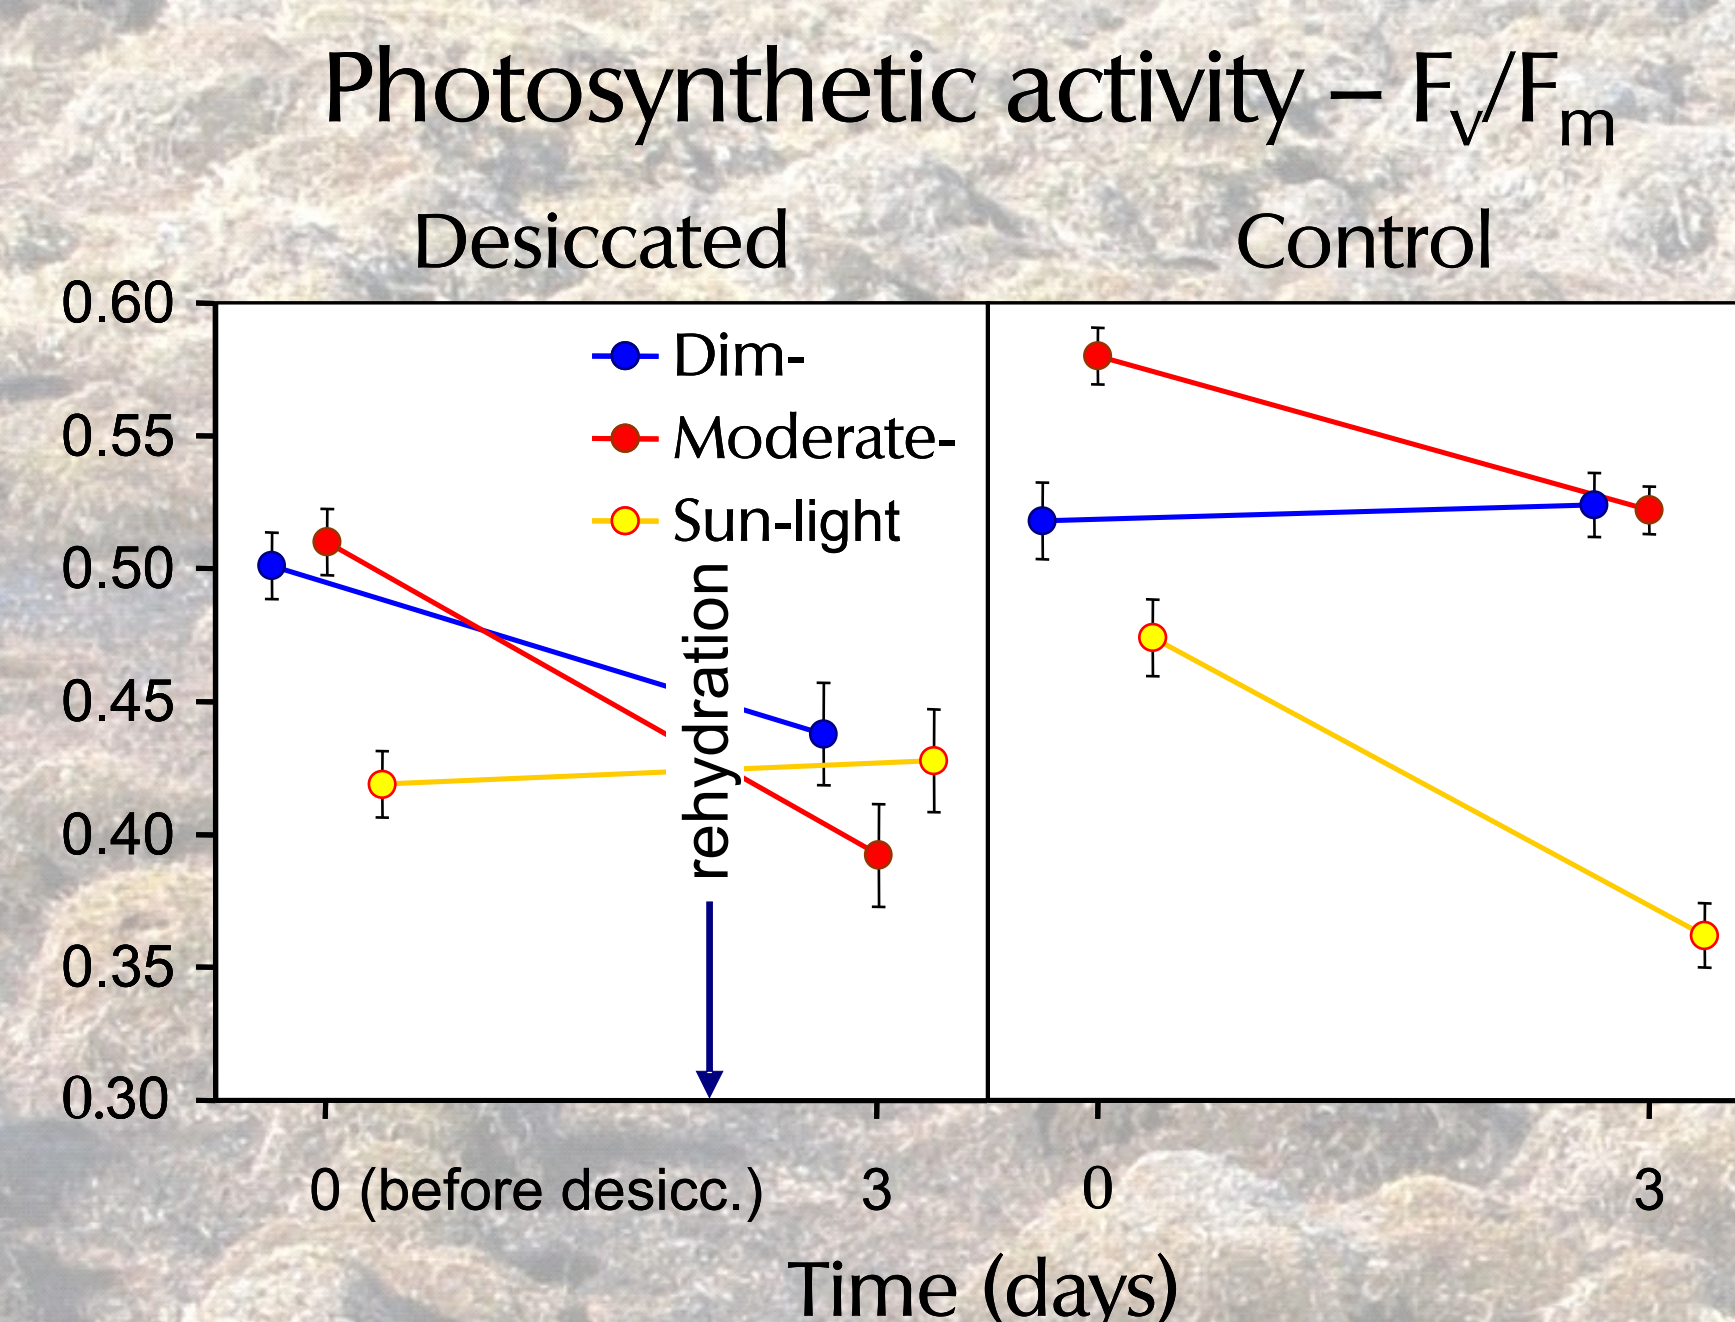 Photosynthetic activity – Fv/Fm
Desiccated Control
0.60
0.55
0.50
0.45
0.40
0.35
0.30
Dim-
Moderate-
Sun-light
rehydration
0 (before desicc.) 3 0 3
Time (days)